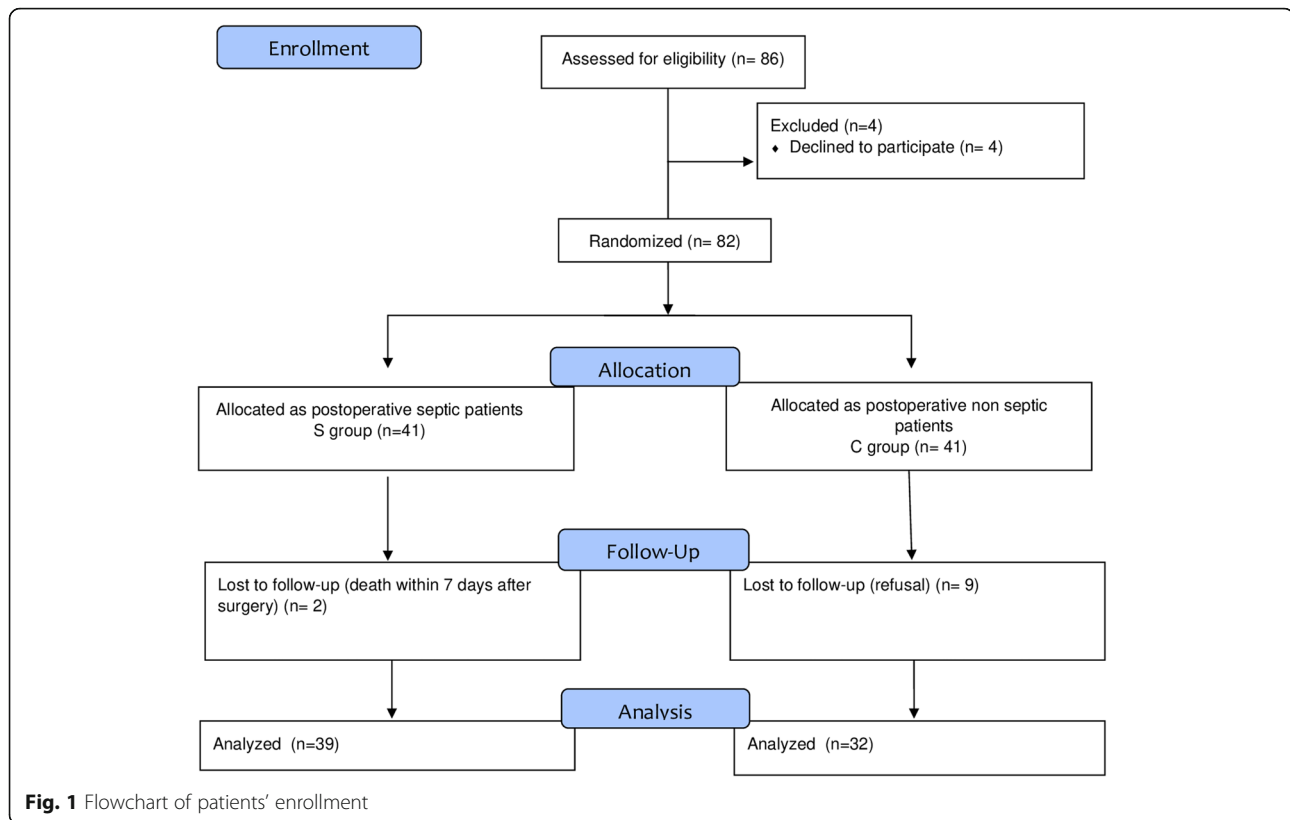 Enrollment
Assessed for eligibility (n= 86)
Excluded (n=4)
♦ Declined to participate (n= 4)
Randomized (n= 82)
Allocation
Allocated as postoperative septic patients
S group (n=41)
Allocated as postoperative non septic
patients
C group (n= 41)
Follow-Up
Lost to follow-up (death within 7 days after
surgery) (n= 2)
Lost to follow-up (refusal) (n= 9)
Analysis
Analyzed (n=39)
Analyzed (n=32)
Fig. 1 Flowchart of patients’ enrollment